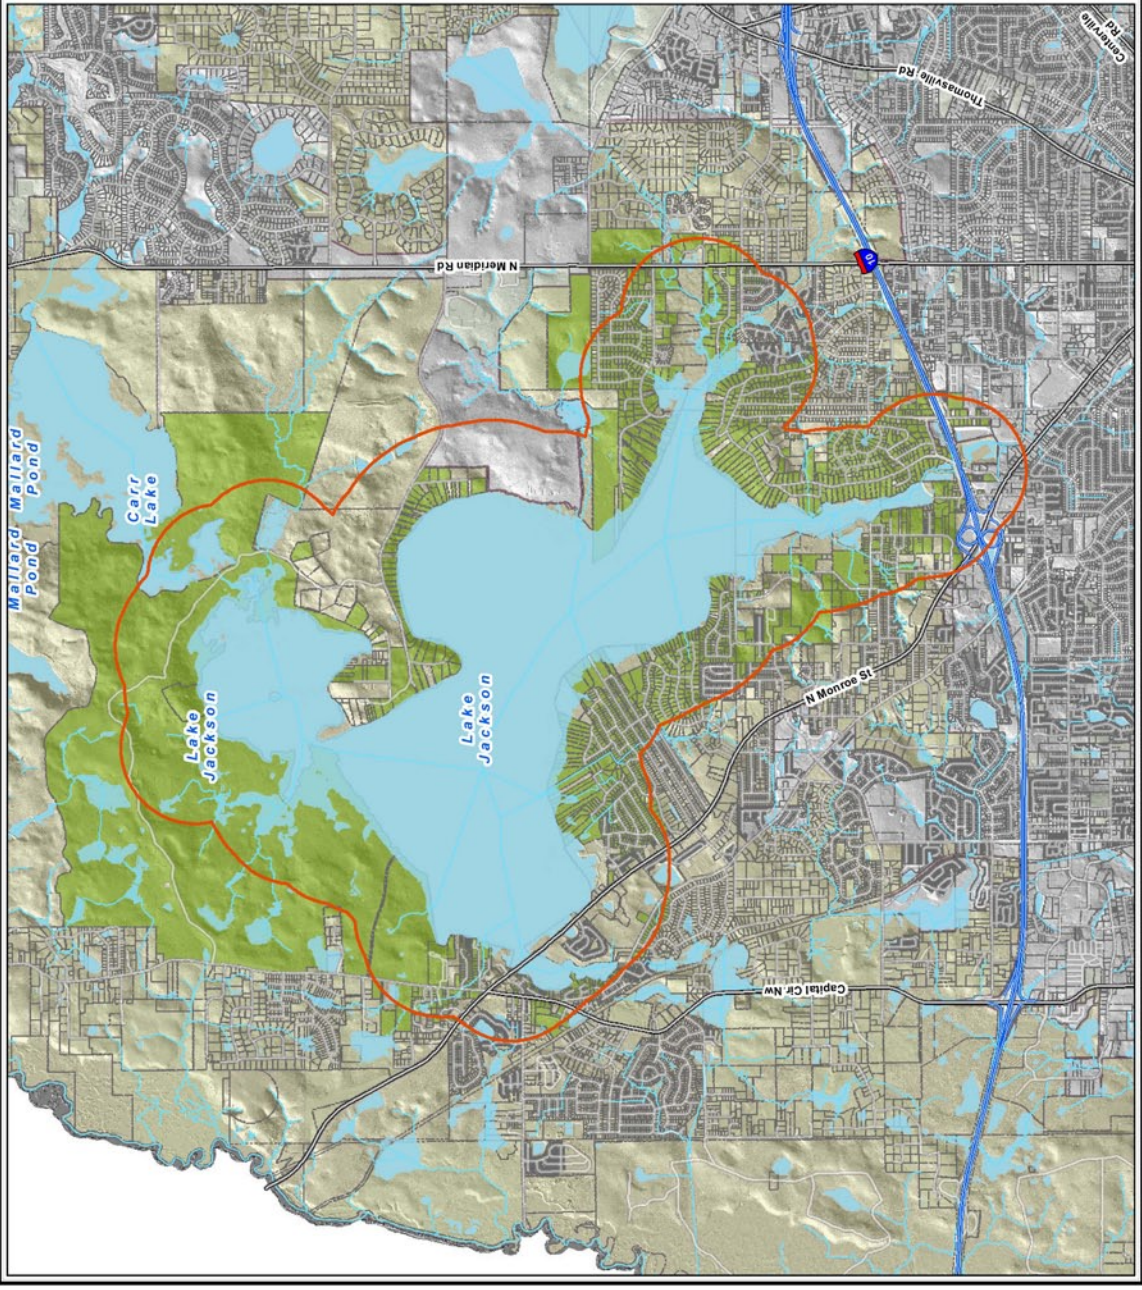 Centerville
Rd
Thomasville Rd
N Meridian Rd
10
Mallard
Pond
Mallard
Pond
Carr
Lake
Lake
Jackson
Lake
Jackson
N Monroe St
Capital Cir Nw